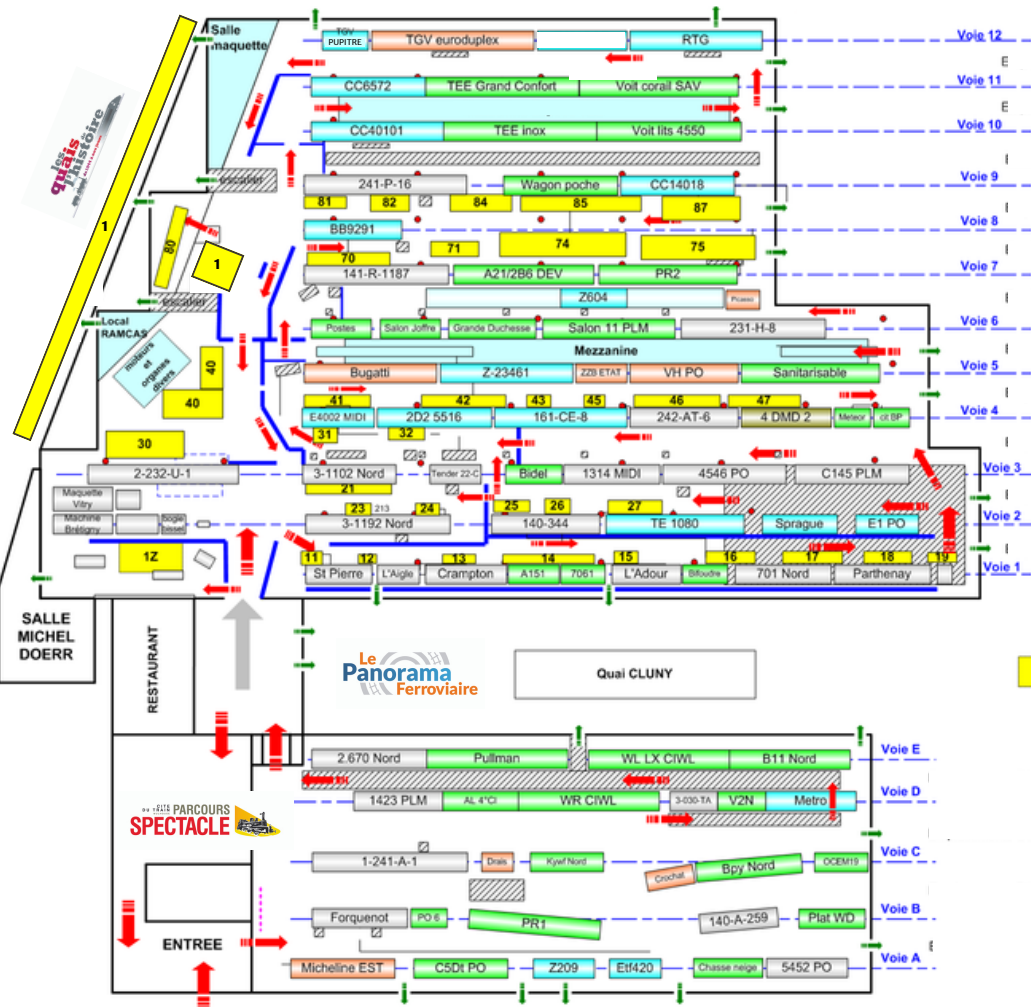 Salle
maquette
TGV
PUPITRE
TGV euroduplex
RTG
Voie 12
CC6572
TEE Grand Confort
Voit corail SAV
Voie 11
CC40101
TEE inox
Voit lits 4550
Voie 10
les
quais
de
l'histoire
escalier
241-P-16
Wagon poche
CC14018
Voie 9
81
82
84
85
87
BB9291
Voie 8
80
1
1
70
71
74
75
141-R-1187
A21/2B6 DEV
PR2
Voie 7
Z604
Picasso
escalier
Local
RAMCAS
moteurs
et
organes
divers
Postes
Salon Joffre
Grande Duchesse
Salon 11 PLM
231-H-8
Voie 6
Mezzanine
40
40
Bugatti
Z-23461
ZZB ETAT
VH PO
Sanitarisable
Voie 5
41
42
43
45
46
47
E4002 MIDI
2D2 5516
161-CE-8
242-AT-6
4 DMD 2
Meteor
ct BP
Voie 4
30
31
32
2-232-U-1
3-1102 Nord
Tender 22-C
Bidel
1314 MIDI
4546 PO
C145 PLM
Voie 3
21
Maquette
Vitry
23
213
24
25
26
27
Machine
Brétigny
bogie
bissel
3-1192 Nord
140-344
TE 1080
Sprague
E1 PO
Voie 2
1Z
11
12
13
14
15
16
17
18
19
St Pierre
L'Aigle
Crampton
A151
7061
L'Adour
Bifoudre
701 Nord
Parthenay
Voie 1
SALLE
MICHEL
DOERR
RESTAURANT
Le
Panorama
Ferroviaire
Quai CLUNY
2.670 Nord
Pullman
WL LX CIWL
B11 Nord
Voie E
1423 PLM
AL 4°Cl
WR CIWL
3-030-TA
V2N
Metro
Voie D
CITÉ
DU TRAIN
PARCOURS
SPECTACLE
1-241-A-1
Drais
Kywf Nord
Crochat
Bpy Nord
OCEM19
Voie C
Forquenot
PO 6
PR1
140-A-259
Plat WD
Voie B
ENTREE
Micheline EST
C5Dt PO
Z209
Etf420
Chasse neige
5452 PO
Voie A